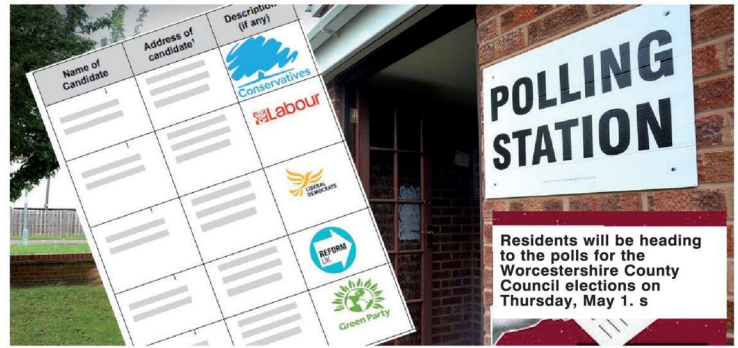 Name of
Candidate
Address of
candidate¹
Description
(if any)
Conservatives
Labour
LIBERAL
DEMOCRATS
REFORM
UK
Green Party
POLLING
STATION
Residents will be heading
to the polls for the
Worcestershire County
Council elections on
Thursday, May 1. s